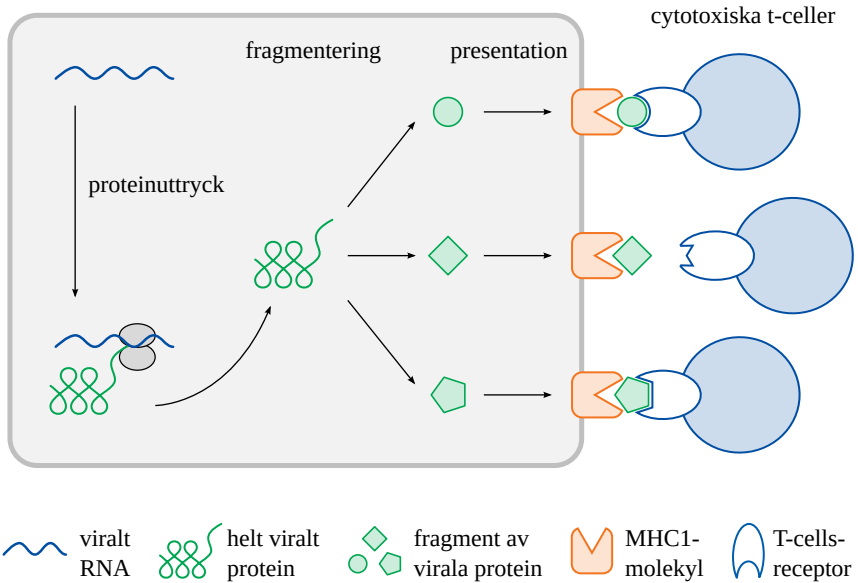 cytotoxiska t-celler
fragmentering
presentation
proteinuttryck
viralt
RNA
helt viralt
protein
fragment av
virala protein
MHC1-
molekyl
T-cells-
receptor